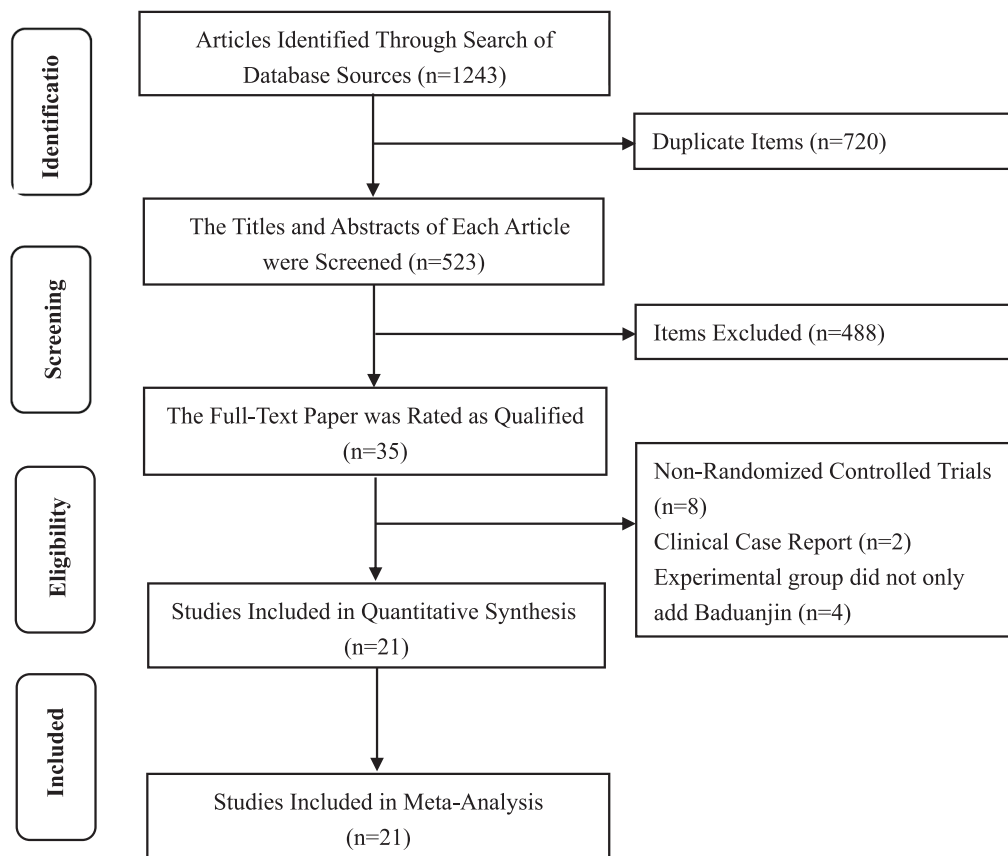 Articles Identified Through Search of
Database Sources (n=1243)
Identificatio
Duplicate Items (n=720)
The Titles and Abstracts of Each Article
were Screened (n=523)
Screening
Items Excluded (n=488)
The Full-Text Paper was Rated as Qualified
(n=35)
Non-Randomized Controlled Trials
(n=8)
Clinical Case Report (n=2)
Experimental group did not only
add Baduanjin (n=4)
Eligibility
Studies Included in Quantitative Synthesis
(n=21)
Included
Studies Included in Meta-Analysis
(n=21)